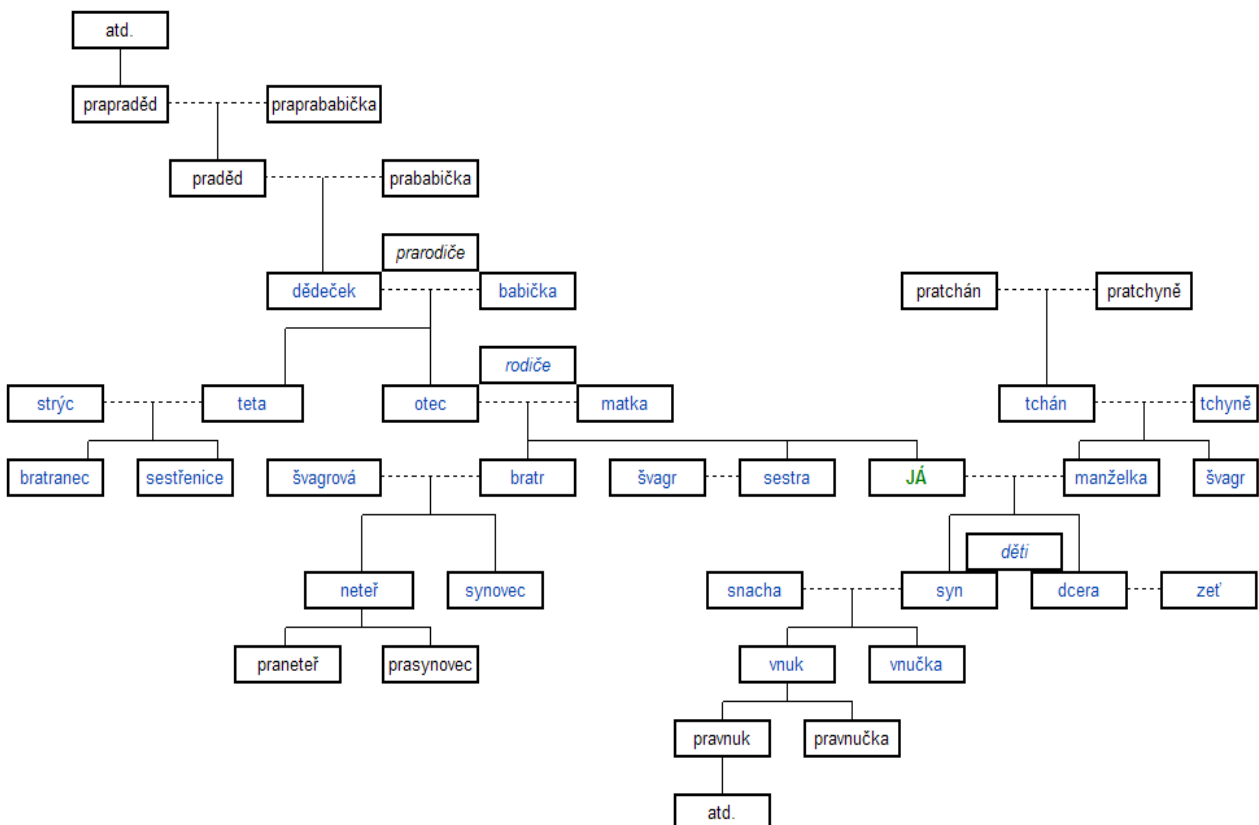 atd.
prapraděd
praprababička
praděd
prababička
prarodiče
dědeček
babička
pratchán
pratchyně
rodiče
strýc
teta
otec
matka
tchán
tchyně
bratranec
sestřenice
švagrová
bratr
švagr
sestra
JÁ
manželka
švagr
děti
neteř
synovec
snacha
syn
dcera
zeť
praneteř
prasynovec
vnuk
vnučka
pravnuk
pravnučka
atd.